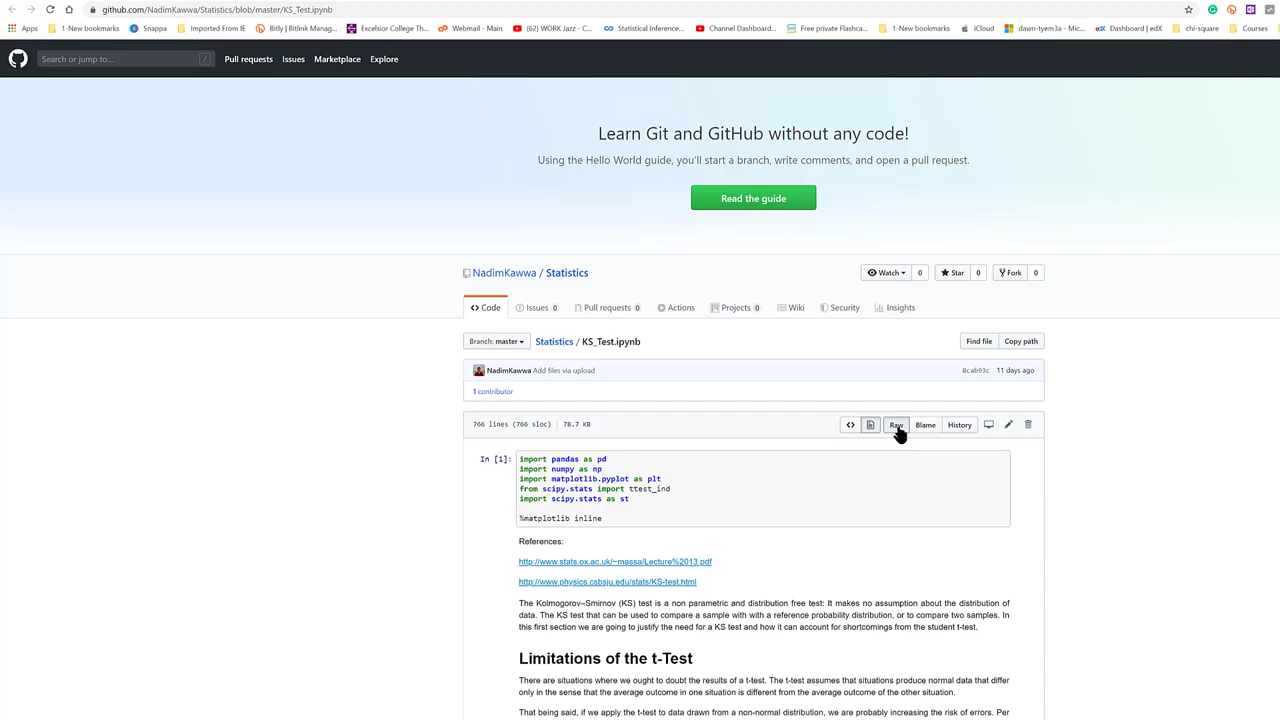 github.com/NadimKawwa/Statistics/blob/master/KS_Test.ipynb
Apps 1-New bookmarks Snappa Imported From IE Bitly | Bitlink Manag... Excelsior College Th... Webmail - Main (62) WORK Jazz - C... Statistical Inference... Channel Dashboard... Free private Flashcar... 1-New bookmarks iCloud dawn-tyem3a - Mic... Dashboard | edX chi-square Courses
Search or jump to... / Pull requests Issues Marketplace Explore
Learn Git and GitHub without any code!
Using the Hello World guide, you'll start a branch, write comments, and open a pull request.
Read the guide
NadimKawwa / Statistics Watch 0 Star 0 Fork 0
Code Issues 0 Pull requests 0 Actions Projects 0 Wiki Security Insights
Branch: master Statistics / KS_Test.ipynb Find file Copy path
NadimKawwa Add files via upload 8cab93c 11 days ago
1 contributor
766 lines (766 sloc) 78.7 KB Raw Blame History
In [1]: import pandas as pd
import numpy as np
import matplotlib.pyplot as plt
from scipy.stats import ttest_ind
import scipy.stats as st
%matplotlib inline
References:
http://www.stats.ox.ac.uk/~massa/Lecture%2013.pdf
http://www.physics.csbsju.edu/stats/KS-test.html
The Kolmogorov–Smirnov (KS) test is a non parametric and distribution free test: It makes no assumption about the distribution of
data. The KS test that can be used to compare a sample with with a reference probability distribution, or to compare two samples. In
this first section we are going to justify the need for a KS test and how it can account for shortcomings from the student t-test.
Limitations of the t-Test
There are situations where we ought to doubt the results of a t-test. The t-test assumes that situations produce normal data that differ
only in the sense that the average outcome in one situation is different from the average outcome of the other situation.
That being said, if we apply the t-test to data drawn from a non-normal distribution, we are probably increasing the risk of errors. Per